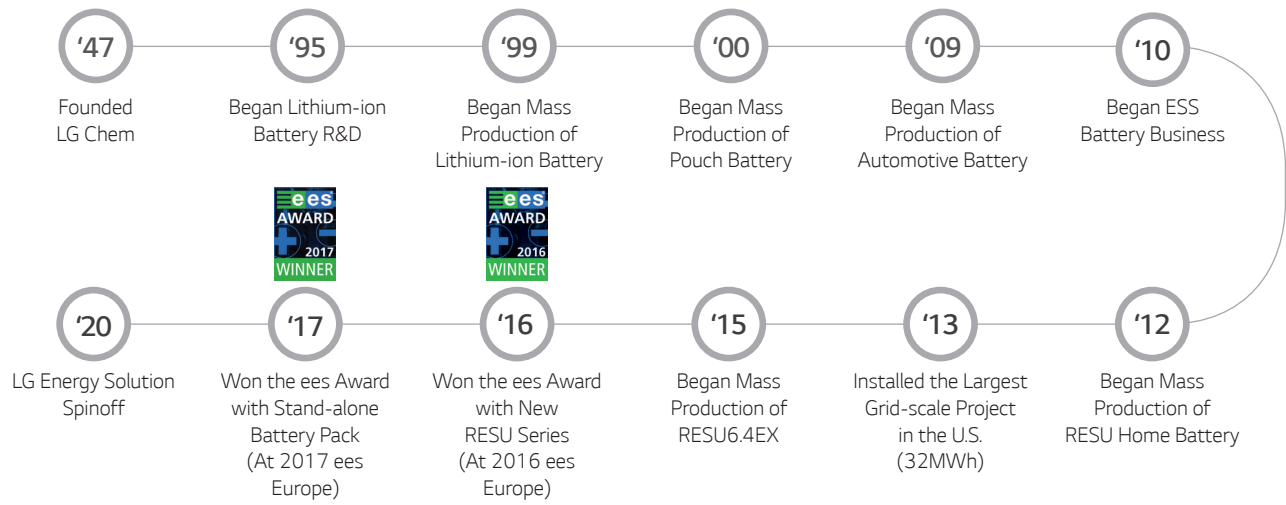 ‘47
Founded
LG Chem
‘95
Began Lithium-ion
Battery R&D
‘99
Began Mass
Production of
Lithium-ion Battery
‘00
Began Mass
Production of
Pouch Battery
‘09
Began Mass
Production of
Automotive Battery
‘10
Began ESS
Battery Business
‘12
Began Mass
Production of
RESU Home Battery
‘13
Installed the Largest
Grid-scale Project
in the U.S.
(32MWh)
‘15
Began Mass
Production of
RESU6.4EX
ees
AWARD
2016
WINNER
‘16
Won the ees Award
with New
RESU Series
(At 2016 ees
Europe)
ees
AWARD
2017
WINNER
‘17
Won the ees Award
with Stand-alone
Battery Pack
(At 2017 ees
Europe)
‘20
LG Energy Solution
Spinoff